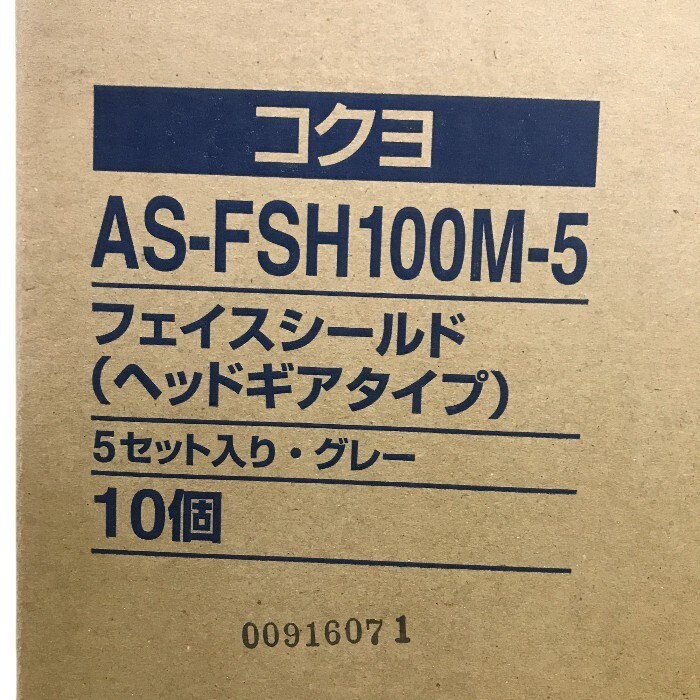 コクヨ
AS-FSH100M-5
フェイスシールド
(ヘッドギアタイプ)
5セット入り・グレー
10個
00916071